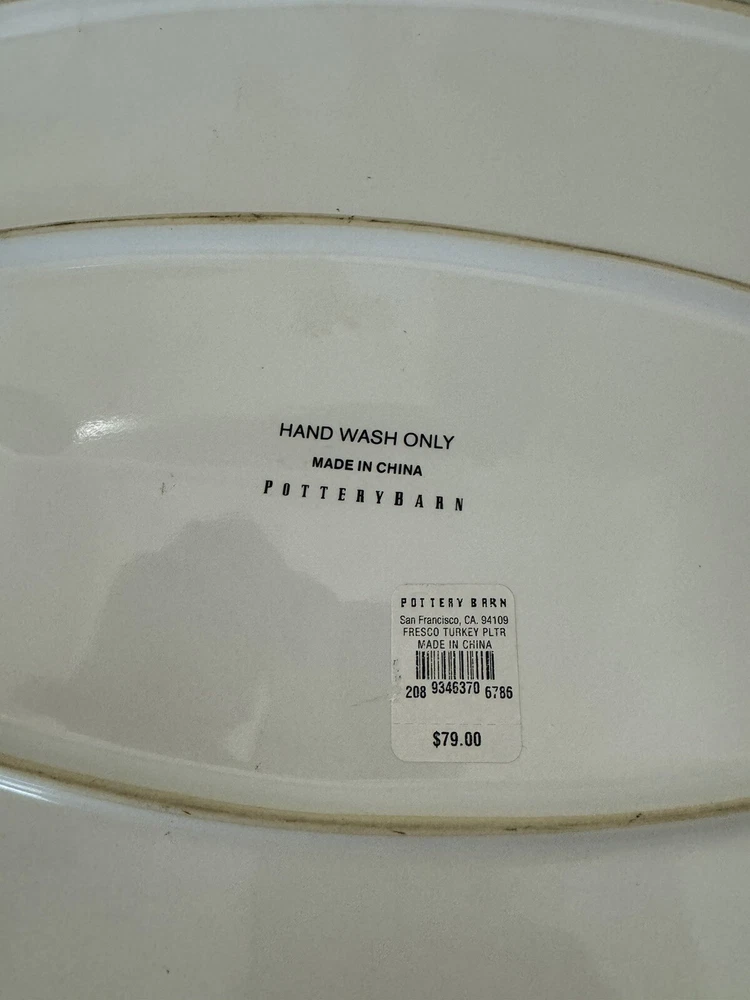 HAND WASH ONLY
MADE IN CHINA
POTTERYBARN
POTTERY BARN
San Francisco, CA. 94109
FRESCO TURKEY PLTR
MADE IN CHINA
208 9346370 6786
$79.00